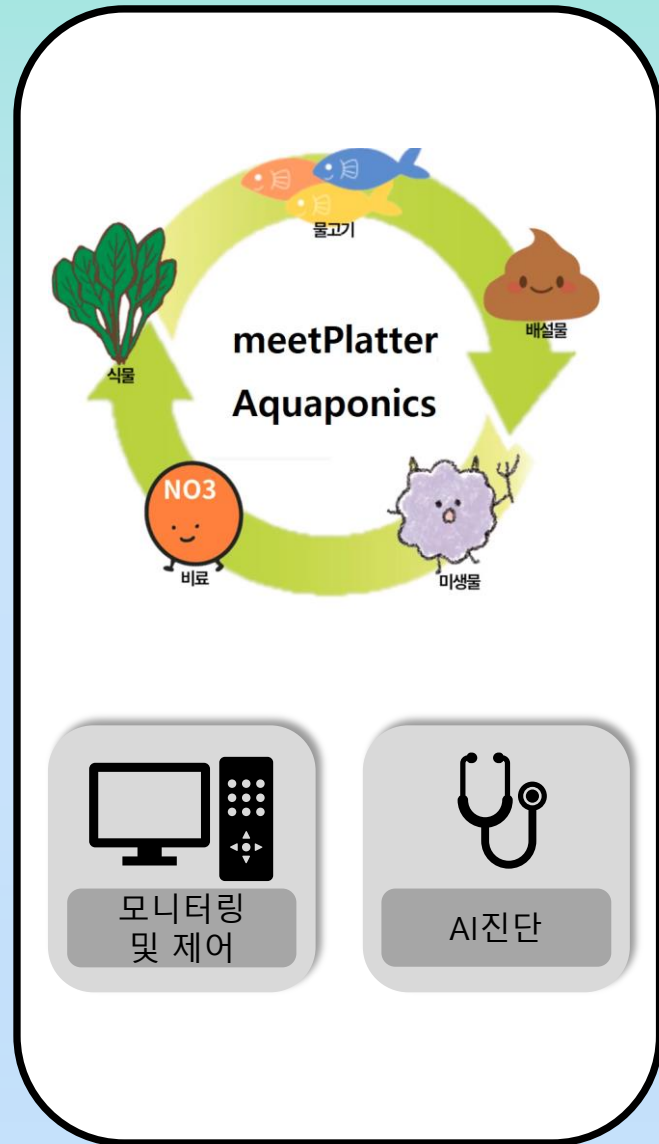 물고기
배설물
meetPlatter
Aquaponics
식물
NO3
비료
미생물
모니터링
및 제어
AI진단